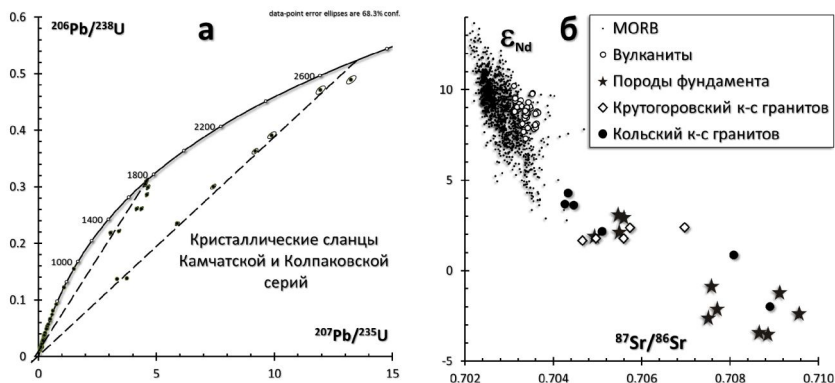 206Pb/238U
а
data-point error ellipses are 68.3% conf.
0.6
0.5
0.4
0.3
0.2
0.1
0
2600
2200
1800
1400
1000
Кристаллические сланцы
Камчатской и Колпаковской
серий
207Pb/235U
0
5
10
15
εNd
б
MORB
Вулканиты
Породы фундамента
Крутогоровский к-с гранитов
Кольский к-с гранитов
10
5
0
-5
87Sr/86Sr
0.702
0.704
0.706
0.708
0.710